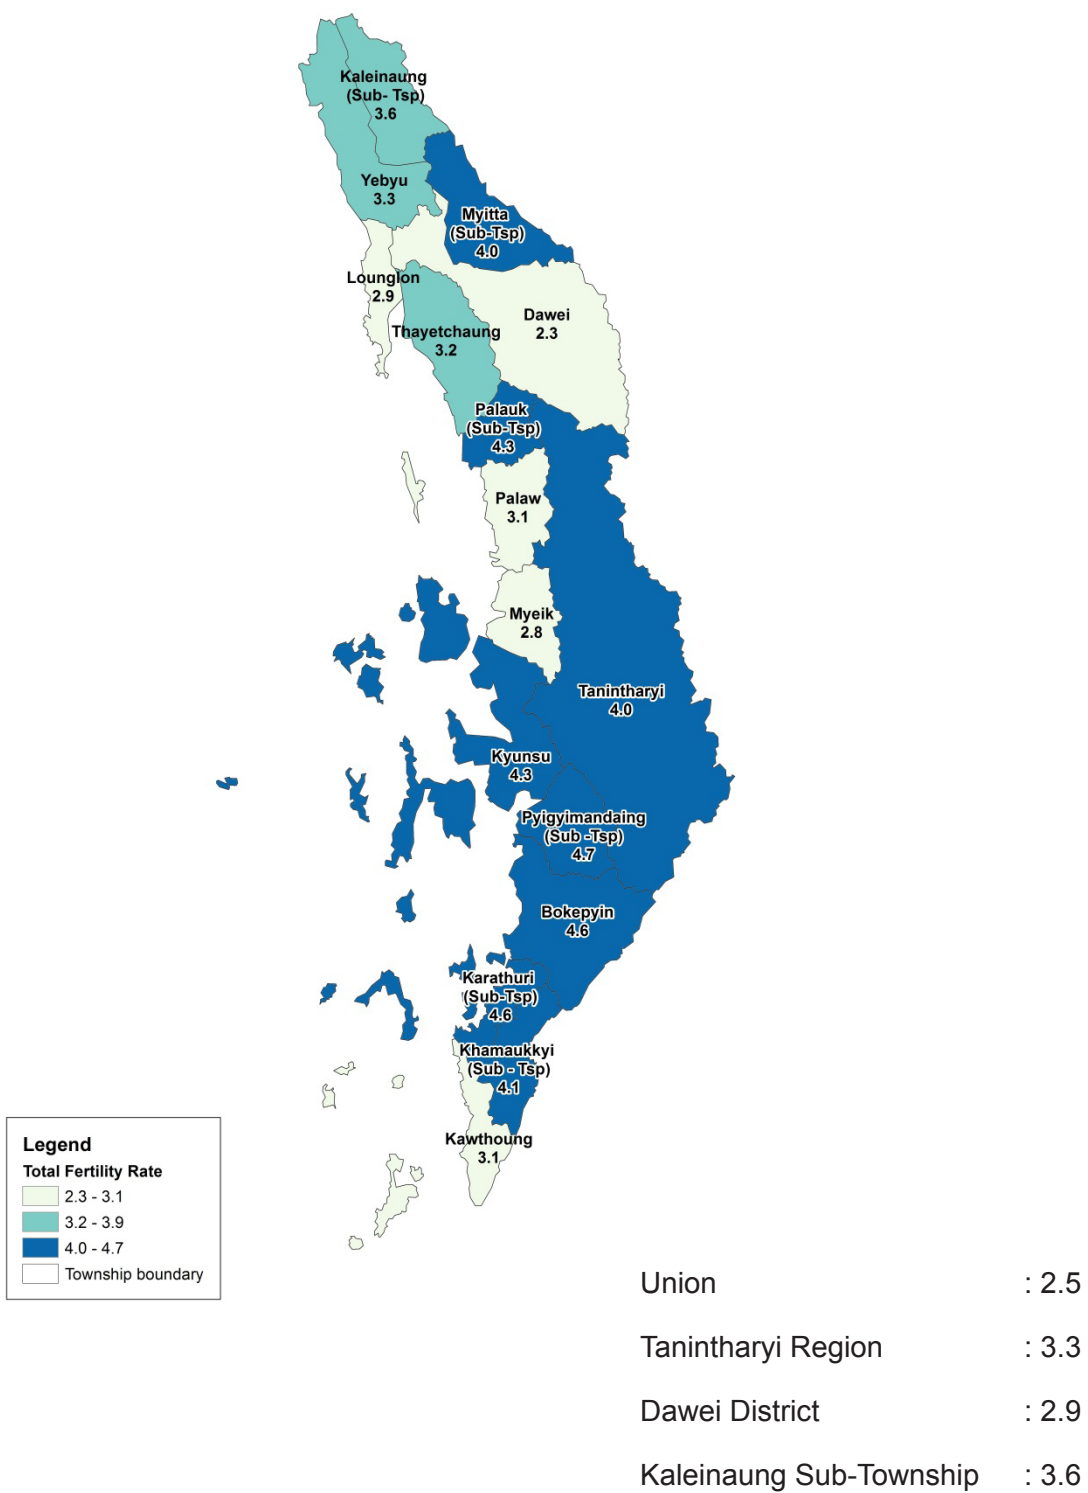 Kaleinaung
(Sub- Tsp)
3.6
Yebyu
3.3
Myitta
(Sub-Tsp)
4.0
Lounglon
2.9
Dawei
2.3
Thayetchaung
3.2
Palauk
(Sub-Tsp)
4.3
Palaw
3.1
Myeik
2.8
Tanintharyi
4.0
Kyunsu
4.3
Pyigyimandaing
(Sub -Tsp)
4.7
Bokepyin
4.6
Karathuri
(Sub-Tsp)
4.6
Khamaukkyi
(Sub - Tsp)
4.1
Kawthoung
3.1
Legend
Total Fertility Rate
2.3 - 3.1
3.2 - 3.9
4.0 - 4.7
Township boundary
Union : 2.5
Tanintharyi Region : 3.3
Dawei District : 2.9
Kaleinaung Sub-Township : 3.6